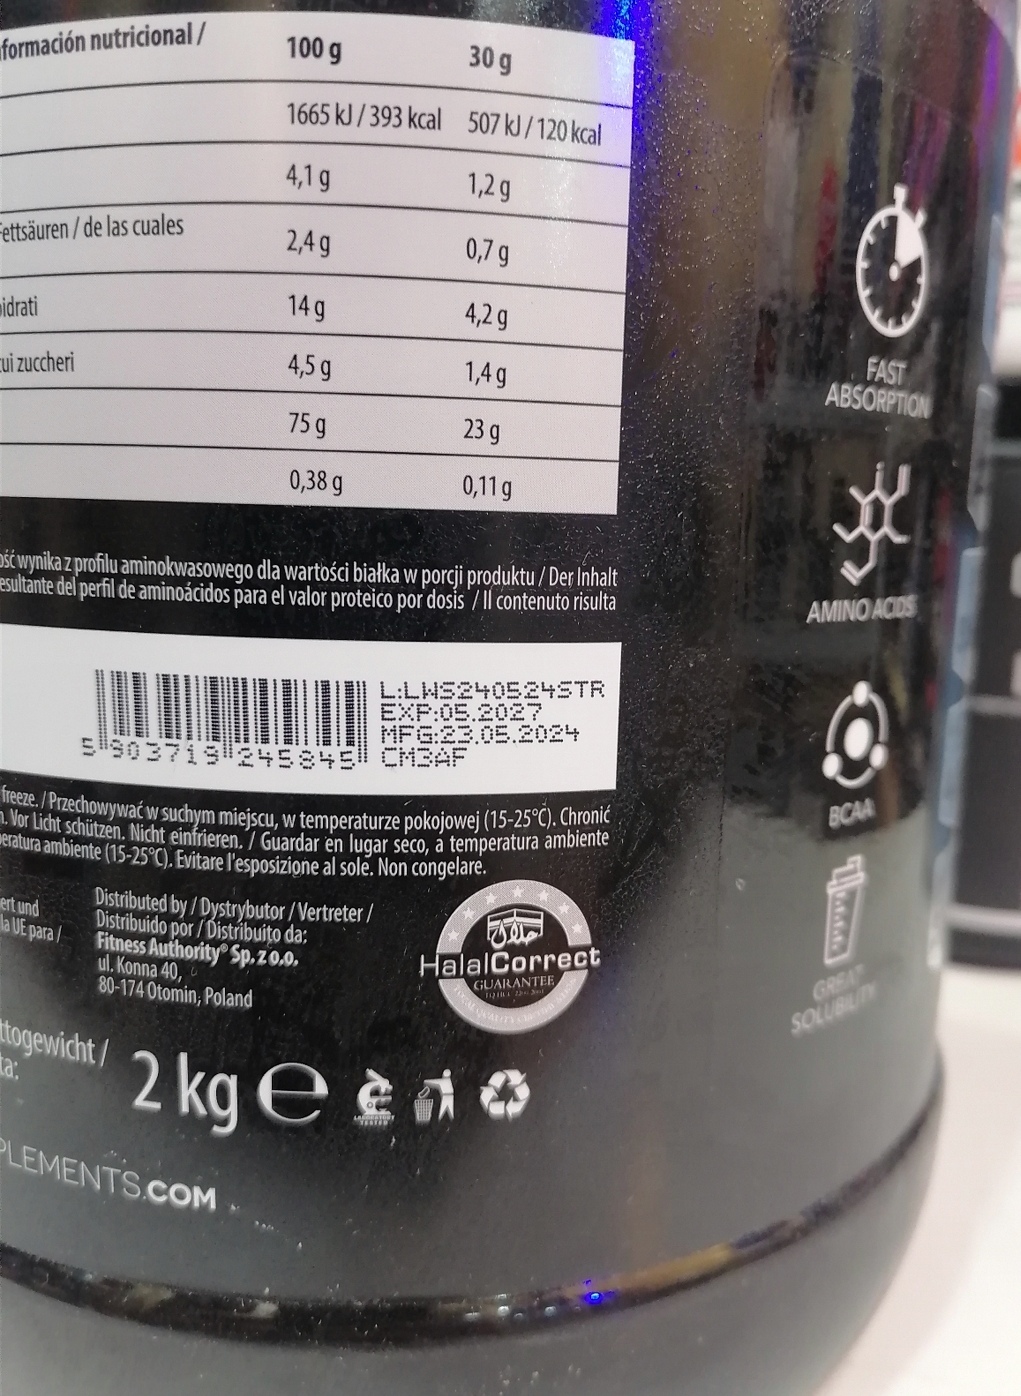 formación nutricional /
100 g
30 g
1665 kJ / 393 kcal
507 kJ / 120 kcal
4,1 g
1,2 g
Fettsäuren / de las cuales
2,4 g
0,7 g
idrati
14 g
4,2 g
cui zuccheri
4,5 g
1,4 g
75 g
23 g
0,38 g
0,11 g
ość wynika z profilu aminokwasowego dla wartości białka w porcji produktu / Der Inhalt
esultante del perfil de aminoácidos para el valor proteico por dosis / Il contenuto risulta
L:LWS240524STR
EXP:05.2027
MFG:23.05.2024
CM3AF
5 903719 245845
freeze. / Przechowywać w suchym miejscu, w temperaturze pokojowej (15-25°C). Chronić
. Vor Licht schützen. Nicht einfrieren. / Guardar en lugar seco, a temperatura ambiente
peratura ambiente (15-25°C). Evitare l'esposizione al sole. Non congelare.
ert und
la UE para /
Distributed by / Dystrybutor / Vertreter /
Distribuido por / Distribuito da:
Fitness Authority® Sp. z o.o.
ul. Konna 40,
80-174 Otomin, Poland
حلال
HalalCorrect
GUARANTEE
ttogewicht /
ta:
2 kg e
LABORATORY
TESTED
PLEMENTS.COM
FAST
ABSORPTION
AMINO ACIDS
BCAA
GREAT
SOLUBILITY